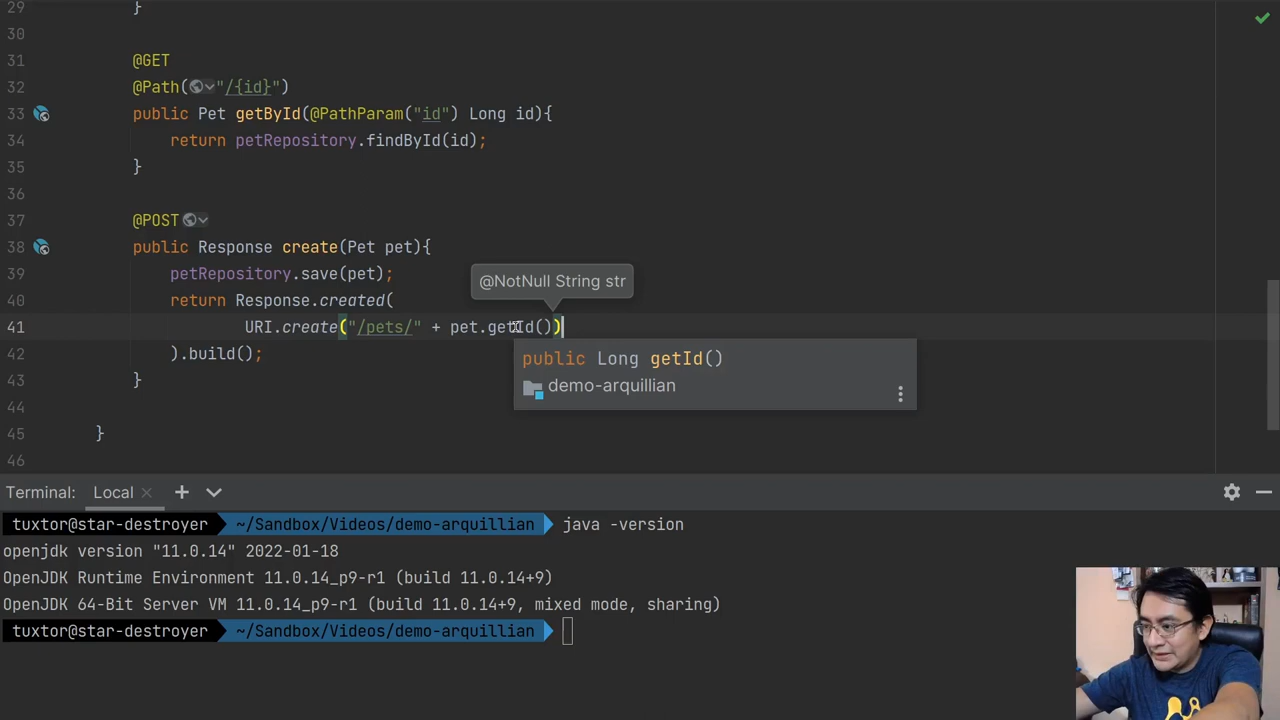 29 }
30
31 @GET
32 @Path("/{id}")
33 public Pet getById(@PathParam("id") Long id){
34 return petRepository.findById(id);
35 }
36
37 @POST
38 public Response create(Pet pet){
39 petRepository.save(pet);
@NotNull String str
40 return Response.created(
41 URI.create("/pets/" + pet.getId())
42 ).build();
public Long getId()
43 }
demo-arquillian
44
45 }
46
Terminal: Local
tuxtor@star-destroyer ~/Sandbox/Videos/demo-arquillian java -version
openjdk version "11.0.14" 2022-01-18
OpenJDK Runtime Environment 11.0.14_p9-r1 (build 11.0.14+9)
OpenJDK 64-Bit Server VM 11.0.14_p9-r1 (build 11.0.14+9, mixed mode, sharing)
tuxtor@star-destroyer ~/Sandbox/Videos/demo-arquillian